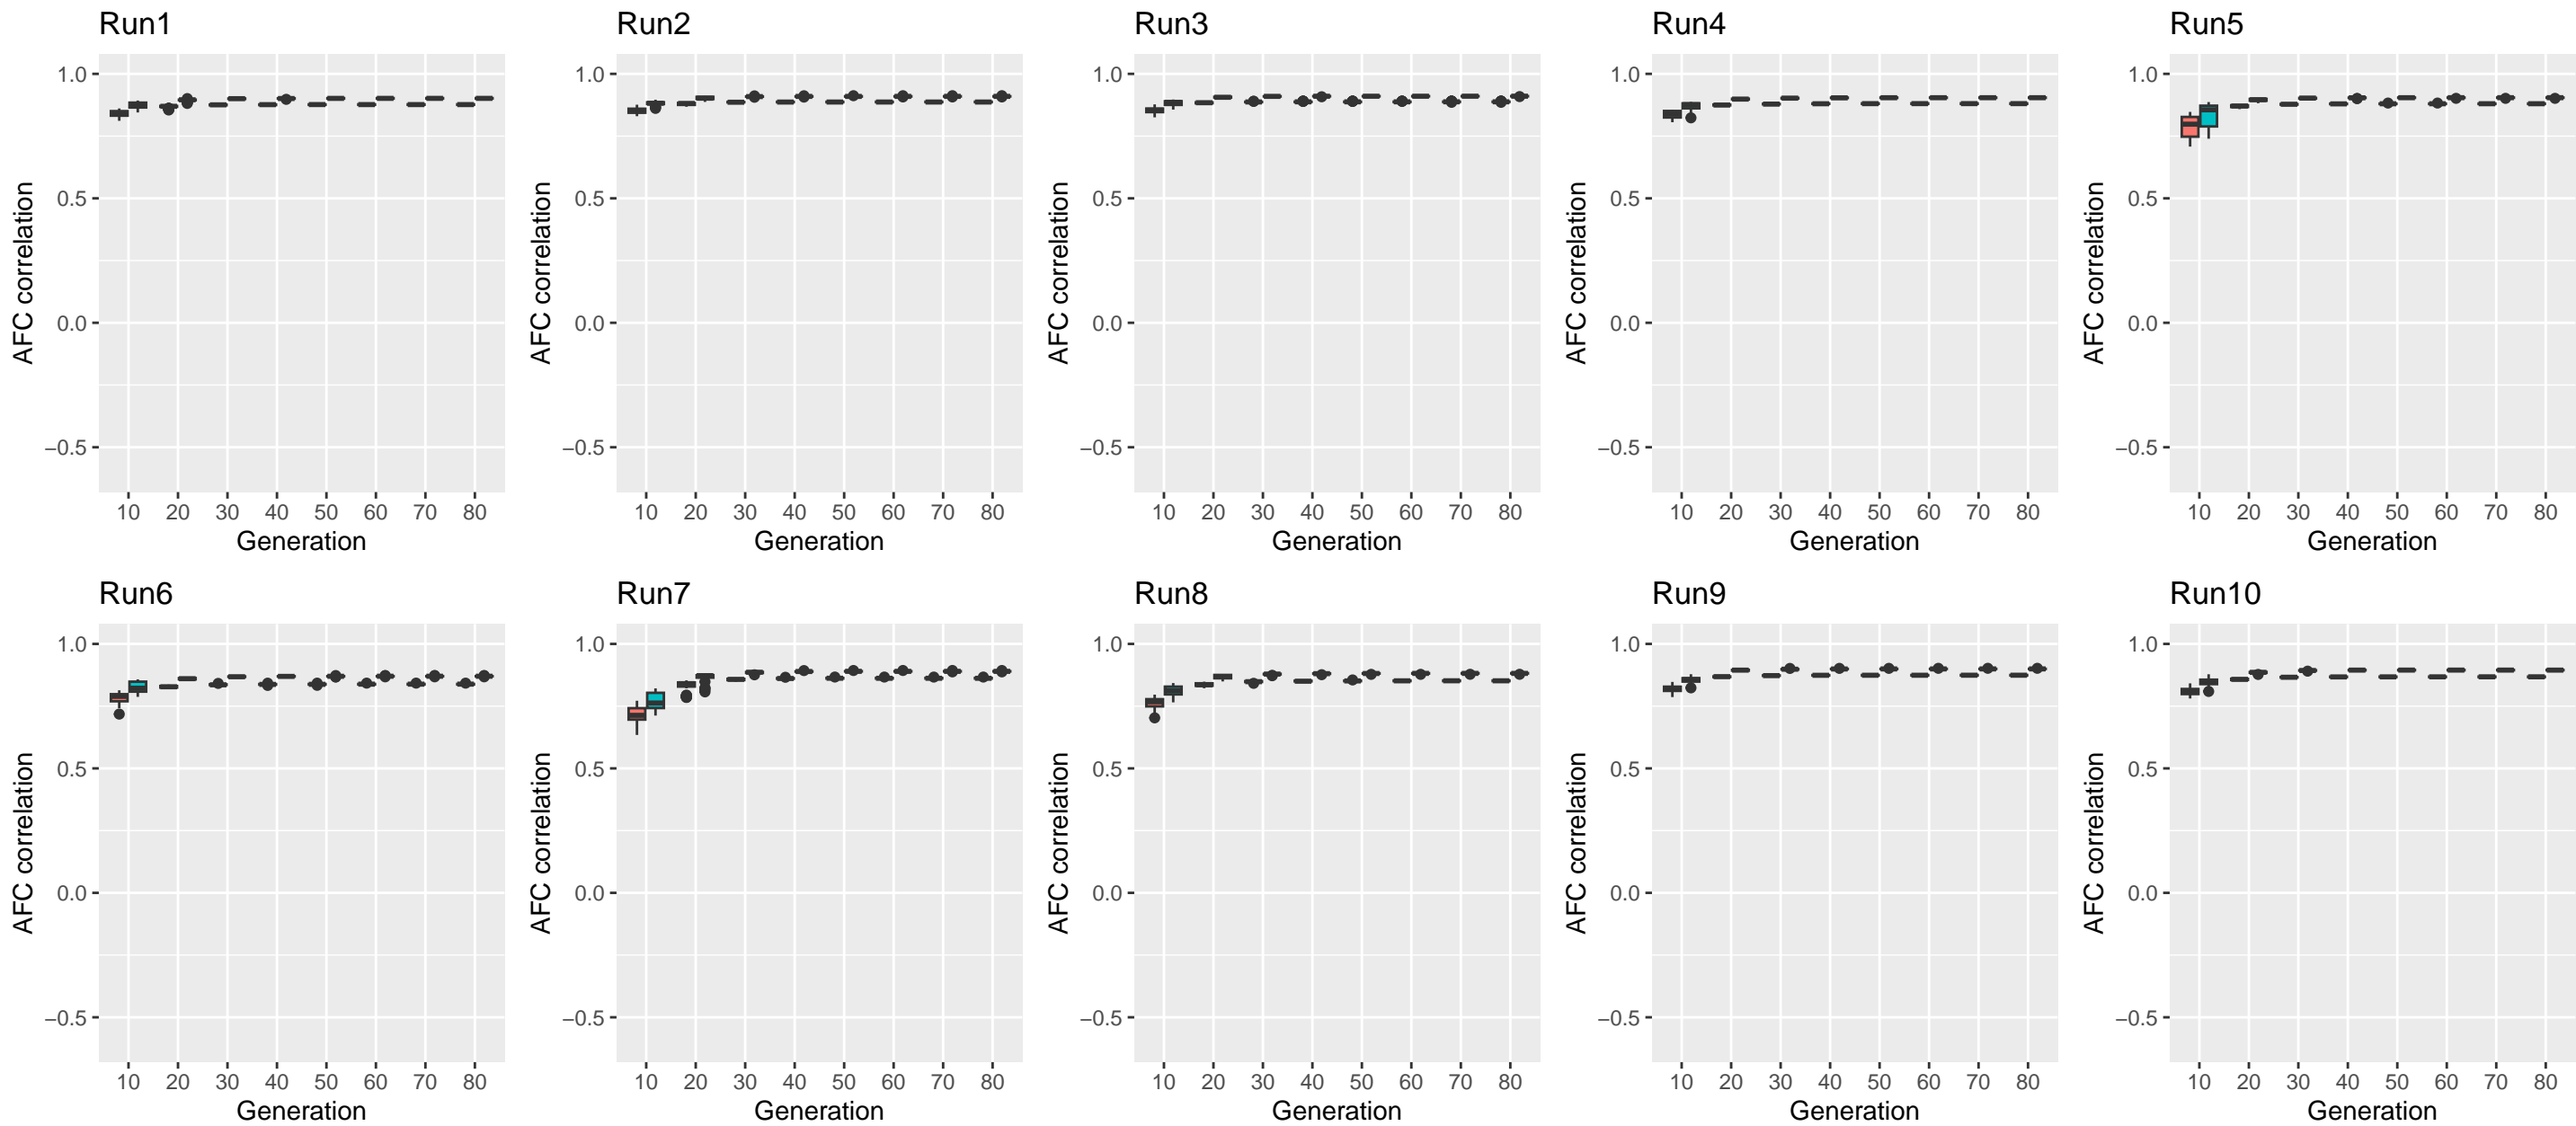 Run1 Run2 Run3 Run4 Run5
1.0 1.0 1.0 1.0 1.0
0.5 0.5 0.5 0.5 0.5
AFC correlation AFC correlation AFC correlation AFC correlation AFC correlation
0.0 0.0 0.0 0.0 0.0
−0.5 −0.5 −0.5 −0.5 −0.5
10 20 30 40 50 60 70 80 10 20 30 40 50 60 70 80 10 20 30 40 50 60 70 80 10 20 30 40 50 60 70 80 10 20 30 40 50 60 70 80
Generation Generation Generation Generation Generation
Run6 Run7 Run8 Run9 Run10
1.0 1.0 1.0 1.0 1.0
0.5 0.5 0.5 0.5 0.5
AFC correlation AFC correlation AFC correlation AFC correlation AFC correlation
0.0 0.0 0.0 0.0 0.0
−0.5 −0.5 −0.5 −0.5 −0.5
10 20 30 40 50 60 70 80 10 20 30 40 50 60 70 80 10 20 30 40 50 60 70 80 10 20 30 40 50 60 70 80 10 20 30 40 50 60 70 80
Generation Generation Generation Generation Generation